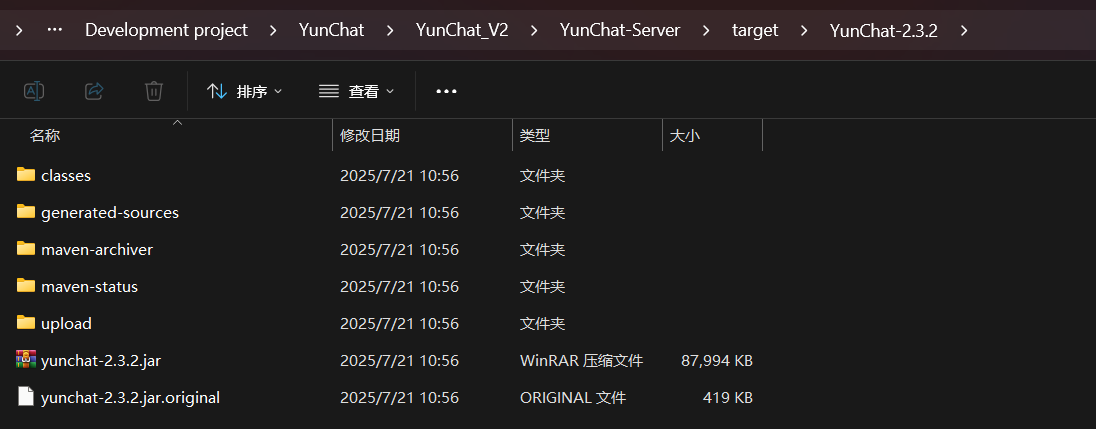 Development project YunChat YunChat_V2 YunChat-Server target YunChat-2.3.2
排序 查看
名称 修改日期 类型 大小
classes 2025/7/21 10:56 文件夹
generated-sources 2025/7/21 10:56 文件夹
maven-archiver 2025/7/21 10:56 文件夹
maven-status 2025/7/21 10:56 文件夹
upload 2025/7/21 10:56 文件夹
yunchat-2.3.2.jar 2025/7/21 10:56 WinRAR 压缩文件 87,994 KB
yunchat-2.3.2.jar.original 2025/7/21 10:56 ORIGINAL 文件 419 KB